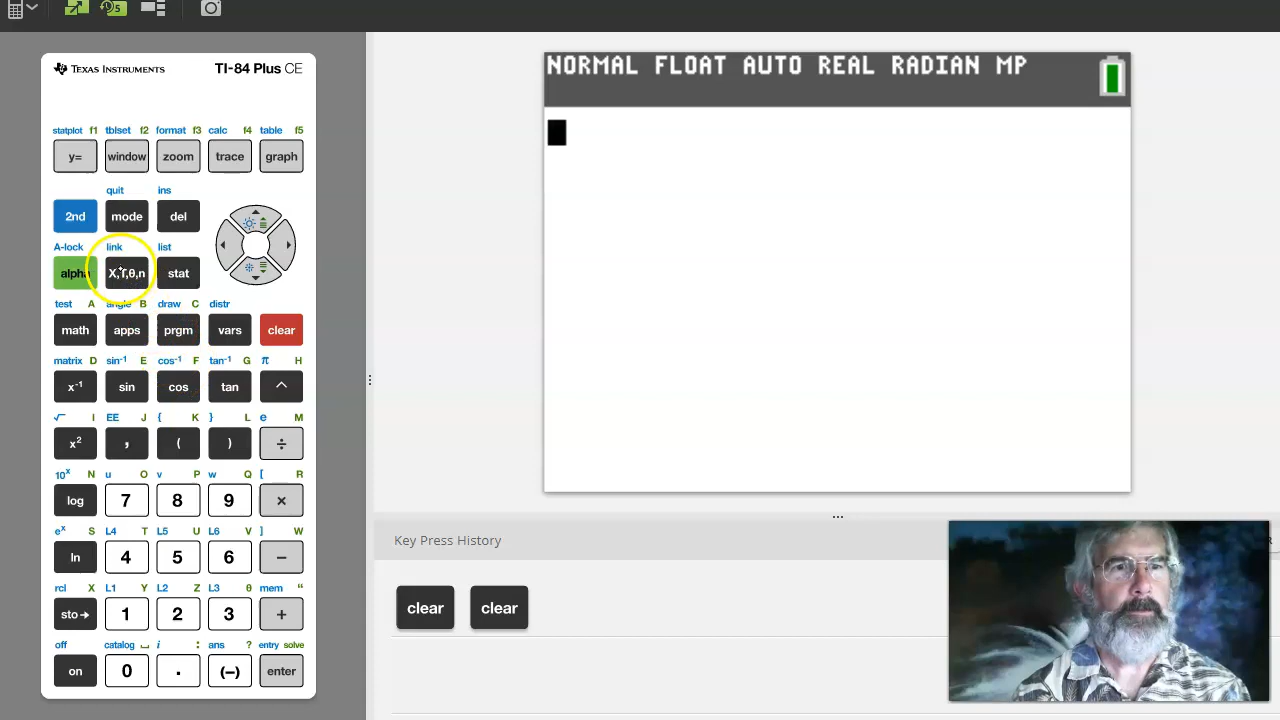 TEXAS INSTRUMENTS TI-84 Plus CE
NORMAL FLOAT AUTO REAL RADIAN MP
statplot f1 tblset f2 format f3 calc f4 table f5
y= window zoom trace graph
quit ins
2nd mode del
A-lock link list
alpha X,T,θ,n stat
test A angle B draw C distr
math apps prgm vars clear
matrix D sin-1 E cos-1 F tan-1 G π H
x-1 sin cos tan ^
√ I EE J { K } L e M
x2 , ( ) ÷
10x N u O v P w Q [ R
log 7 8 9 ×
ex S L4 T L5 U L6 V ] W
ln 4 5 6 −
rcl X L1 Y L2 Z L3 θ mem “
sto→ 1 2 3 +
off catalog ⎵ i : ans ? entry solve
on 0 . (−) enter
Key Press History
clear clear